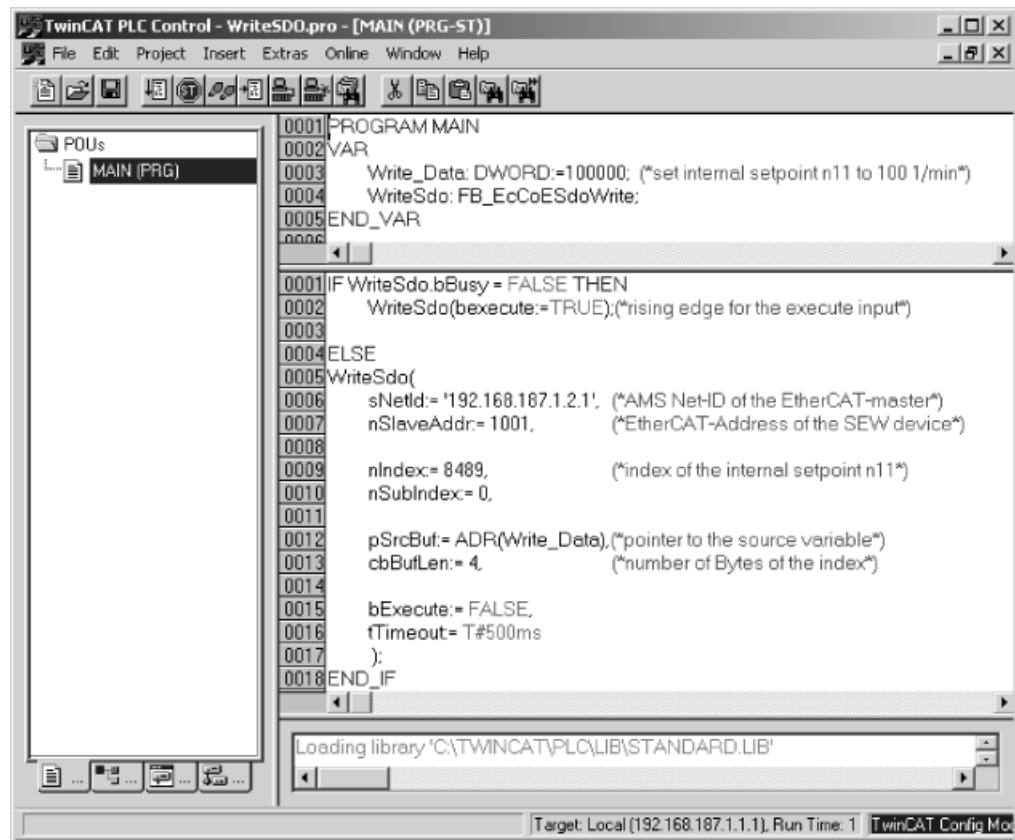 TwinCAT PLC Control - WriteSDO.pro - [MAIN (PRG-ST)]
File Edit Project Insert Extras Online Window Help
POUs
MAIN (PRG)
0001 PROGRAM MAIN
0002 VAR
0003 Write_Data: DWORD:=100000; (*set internal setpoint n11 to 100 1/min*)
0004 WriteSdo: FB_EcCoESdoWrite;
0005 END_VAR
0006
0001 IF WriteSdo.bBusy = FALSE THEN
0002 WriteSdo(bexecute:=TRUE);(*rising edge for the execute input*)
0003
0004 ELSE
0005 WriteSdo(
0006 sNetId:= '192.168.187.1.2.1', (*AMS Net-ID of the EtherCAT-master*)
0007 nSlaveAddr:= 1001, (*EtherCAT-Address of the SEW device*)
0008
0009 nIndex:= 8489, (*index of the internal setpoint n11*)
0010 nSubIndex:= 0,
0011
0012 pSrcBuf:= ADR(Write_Data),(*pointer to the source variable*)
0013 cbBufLen:= 4, (*number of Bytes of the index*)
0014
0015 bExecute:= FALSE,
0016 tTimeout:= T#500ms
0017 );
0018 END_IF
Loading library 'C:\TWINCAT\PLC\LIB\STANDARD.LIB'
... ... ... ...
Target: Local (192.168.187.1.1.1), Run Time: 1 TwinCAT Config Mo